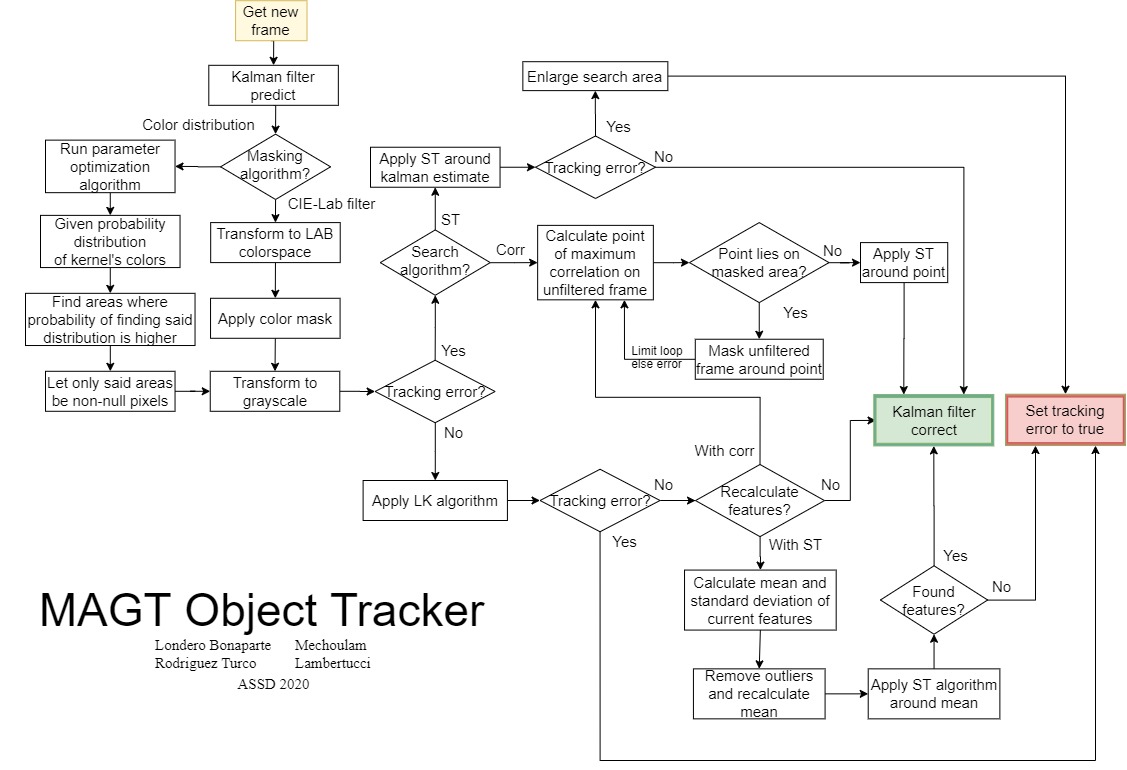 Get new
frame
Kalman filter
predict
Color distribution
Masking
algorithm?
CIE-Lab filter
Run parameter
optimization
algorithm
Given probability
distribution
of kernel's colors
Find areas where
probability of finding said
distribution is higher
Let only said areas
be non-null pixels
Transform to LAB
colorspace
Apply color mask
Transform to
grayscale
Tracking error?
Yes
No
Search
algorithm?
ST
Corr
Apply ST around
kalman estimate
Tracking error?
Yes
No
Enlarge search area
Calculate point
of maximum
correlation on
unfiltered frame
Point lies on
masked area?
No
Yes
Apply ST
around point
Mask unfiltered
frame around point
Limit loop
else error
Kalman filter
correct
Set tracking
error to true
Apply LK algorithm
Tracking error?
No
Yes
Recalculate
features?
With corr
No
With ST
Calculate mean and
standard deviation of
current features
Remove outliers
and recalculate
mean
Apply ST algorithm
around mean
Found
features?
Yes
No
MAGT Object Tracker
Londero Bonaparte Mechoulam
Rodriguez Turco Lambertucci
ASSD 2020